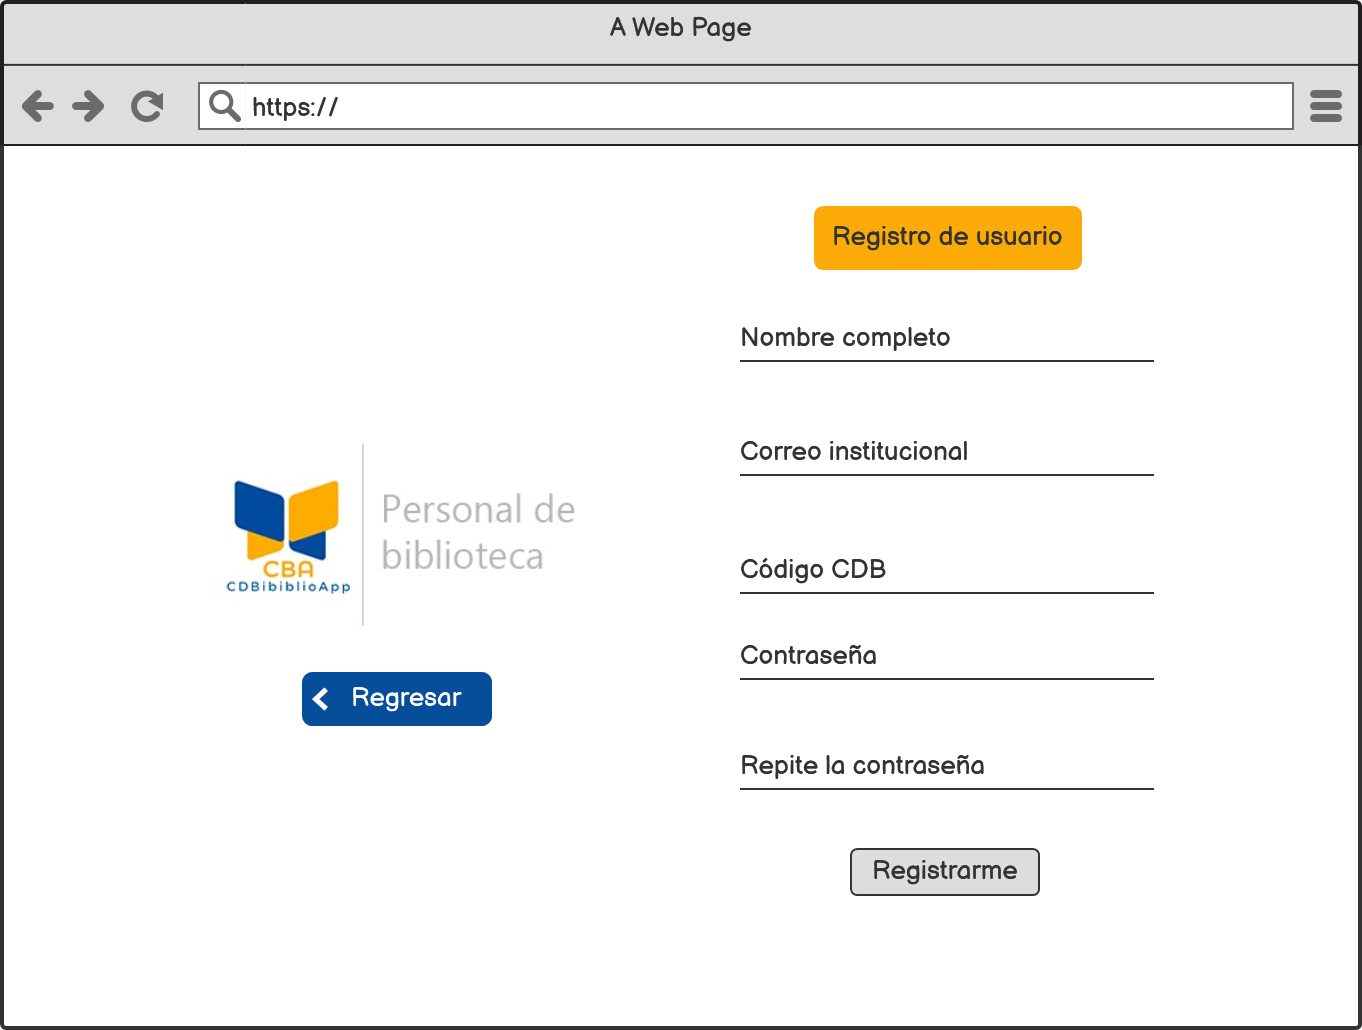 A Web Page
https://
Registro de usuario
Nombre completo
Correo institucional
Código CDB
Contraseña
Repite la contraseña
Registrarme
Personal de
biblioteca
CBA
CDBibiblioApp
Regresar